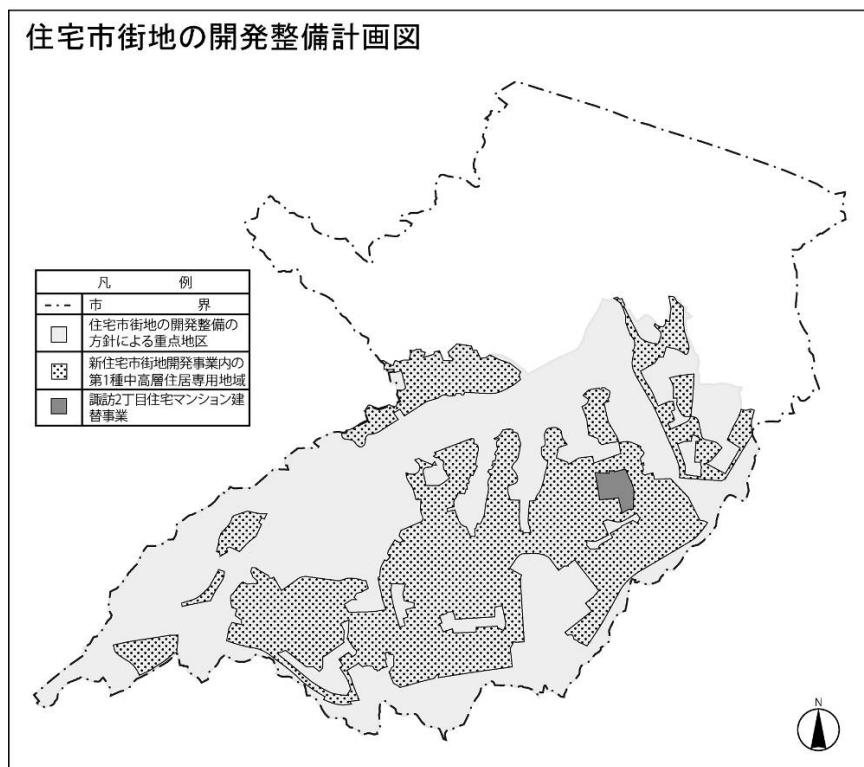 住宅市街地の開発整備計画図
凡 例
市 界
住宅市街地の開発整備の
方針による重点地区
新住宅市街地開発事業内の
第1種中高層住居専用地域
諏訪2丁目住宅マンション建
替事業
N